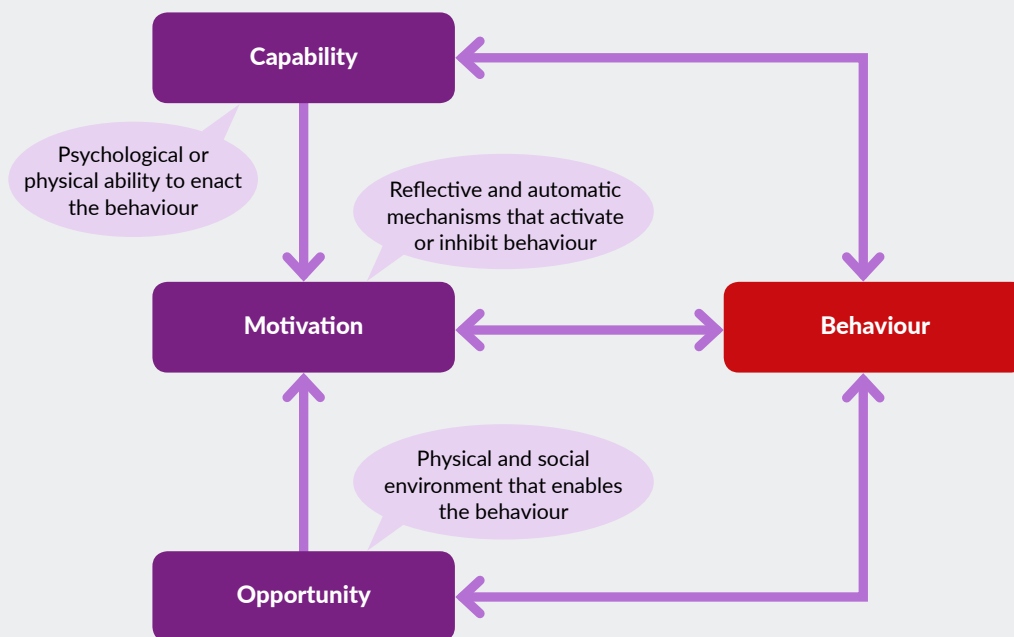 Capability
Psychological or
physical ability to enact
the behaviour
Reflective and automatic
mechanisms that activate
or inhibit behaviour
Motivation
Behaviour
Physical and social
environment that enables
the behaviour
Opportunity